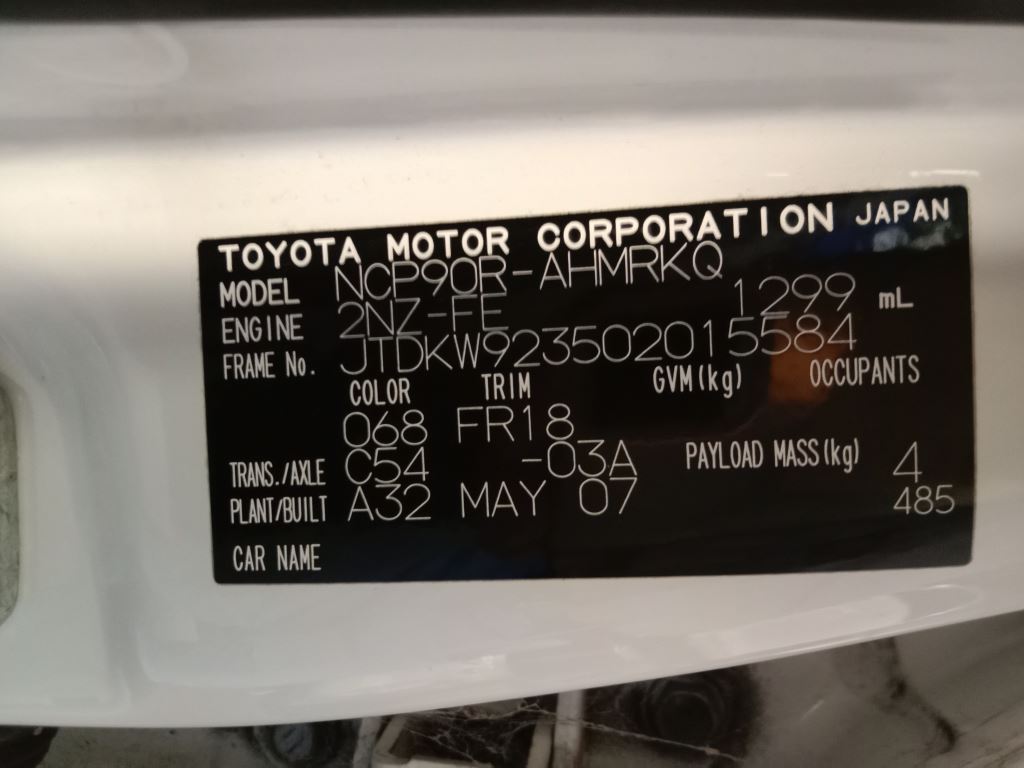 TOYOTA MOTOR CORPORATION JAPAN
MODEL NCP90R-AHMRKQ
ENGINE 2NZ-FE 1299 mL
FRAME No. JTDKW923502015584
COLOR TRIM GVM(kg) OCCUPANTS
068 FR18
TRANS./AXLE C54 -03A PAYLOAD MASS(kg) 4
PLANT/BUILT A32 MAY 07 485
CAR NAME